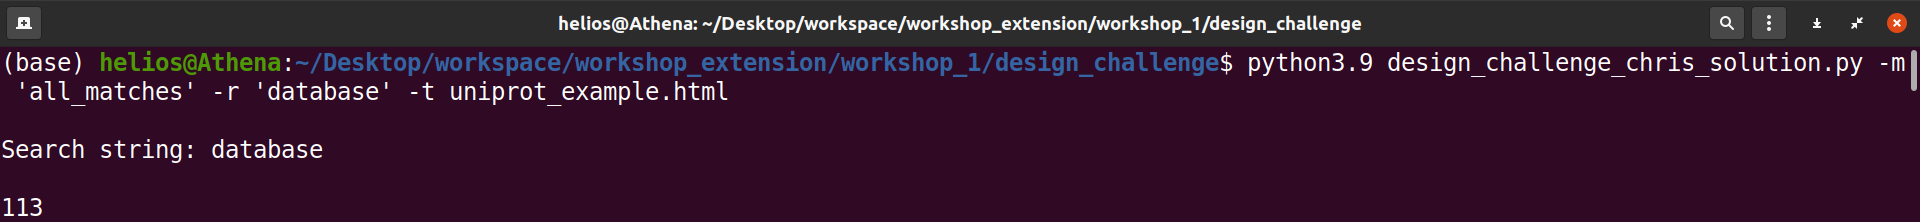 helios@Athena: ~/Desktop/workspace/workshop_extension/workshop_1/design_challenge
(base) helios@Athena:~/Desktop/workspace/workshop_extension/workshop_1/design_challenge$ python3.9 design_challenge_chris_solution.py -m
'all_matches' -r 'database' -t uniprot_example.html
Search string: database
113